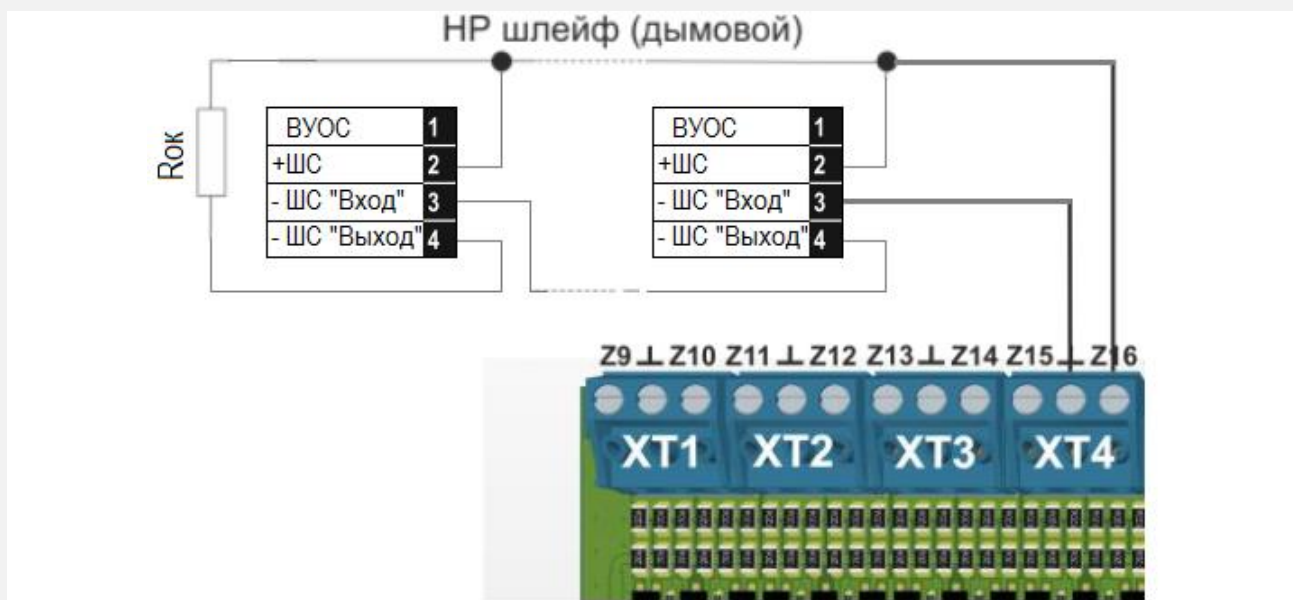 НР шлейф (дымовой)
Rок
ВУОС 1
+ШС 2
- ШС "Вход" 3
- ШС "Выход" 4
ВУОС 1
+ШС 2
- ШС "Вход" 3
- ШС "Выход" 4
Z9 ⊥ Z10 Z11 ⊥ Z12 Z13 ⊥ Z14 Z15 ⊥ Z16
XT1 XT2 XT3 XT4